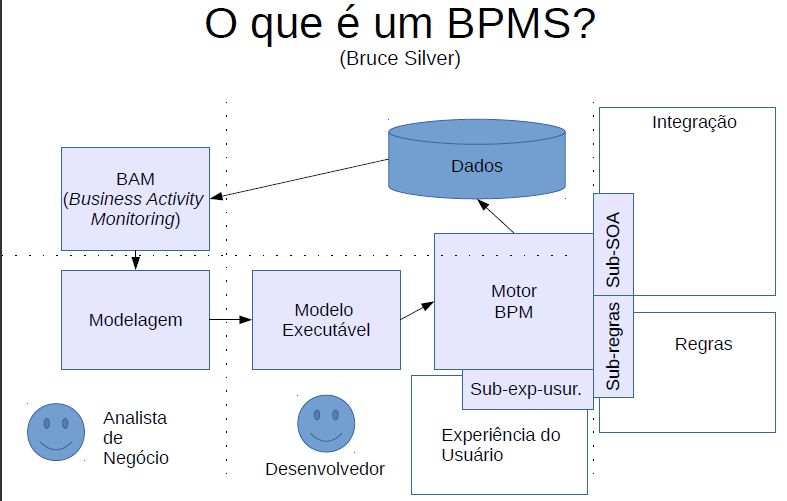 O que é um BPMS?
(Bruce Silver)
Integração
Dados
BAM
(Business Activity
Monitoring)
Sub-SOA
Modelagem
Modelo
Executável
Motor
BPM
Sub-regras
Regras
Sub-exp-usur.
Analista
de
Negócio
Desenvolvedor
Experiência do
Usuário